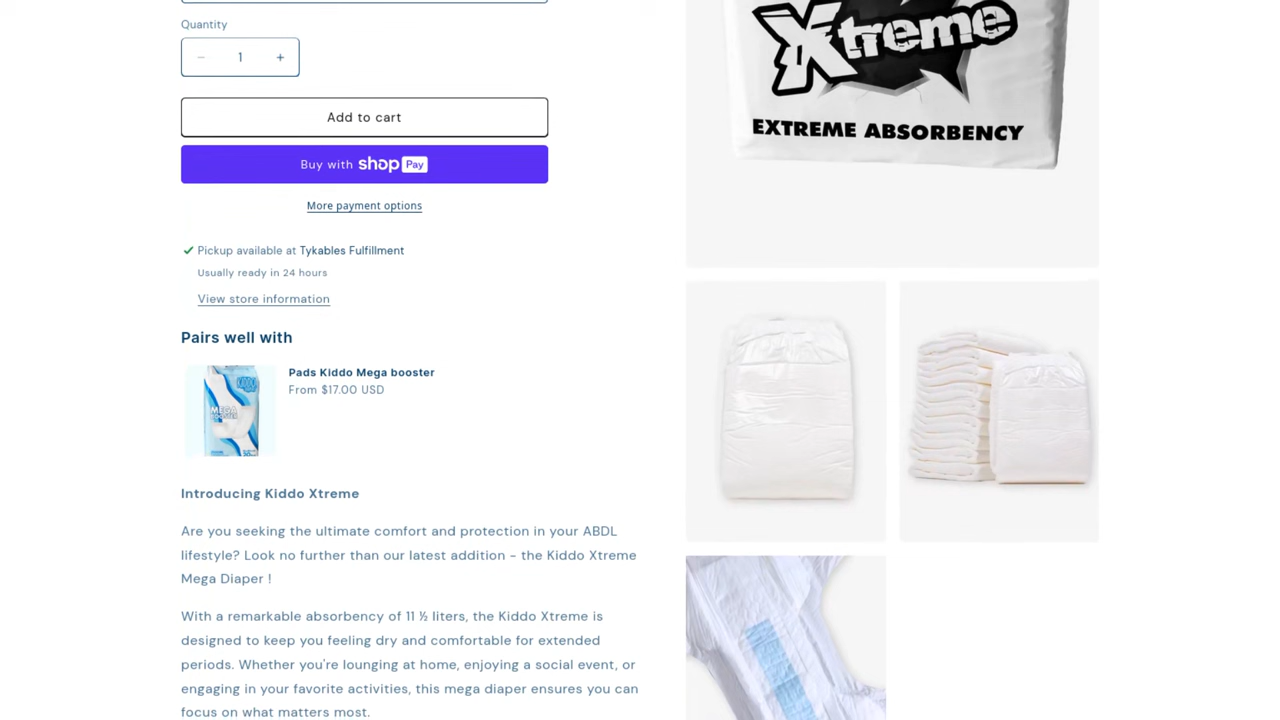 Quantity
− 1 +
Add to cart
Buy with shop Pay
More payment options
Pickup available at Tykables Fulfillment
Usually ready in 24 hours
View store information
Pairs well with
MEGA
BOOSTER
Pads Kiddo Mega booster
From $17.00 USD
Introducing Kiddo Xtreme
Are you seeking the ultimate comfort and protection in your ABDL
lifestyle? Look no further than our latest addition - the Kiddo Xtreme
Mega Diaper !
With a remarkable absorbency of 11 ½ liters, the Kiddo Xtreme is
designed to keep you feeling dry and comfortable for extended
periods. Whether you're lounging at home, enjoying a social event, or
engaging in your favorite activities, this mega diaper ensures you can
focus on what matters most.
Xtreme
EXTREME ABSORBENCY